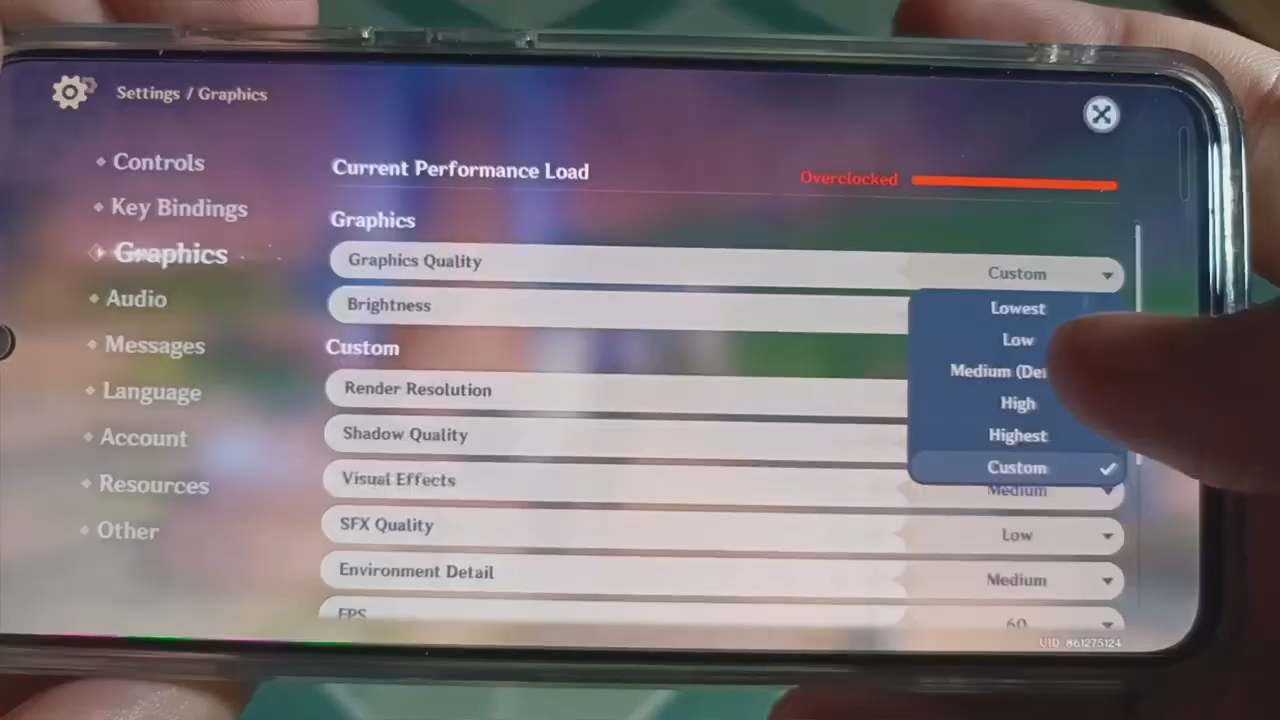 Settings / Graphics
Controls
Key Bindings
Graphics
Audio
Messages
Language
Account
Resources
Other
Current Performance Load
Overclocked
Graphics
Graphics Quality
Custom
Brightness
Lowest
Low
Medium (De
High
Highest
Custom
Custom
Render Resolution
Shadow Quality
Visual Effects
Medium
SFX Quality
Low
Environment Detail
Medium
FPS
60
UID 861275124